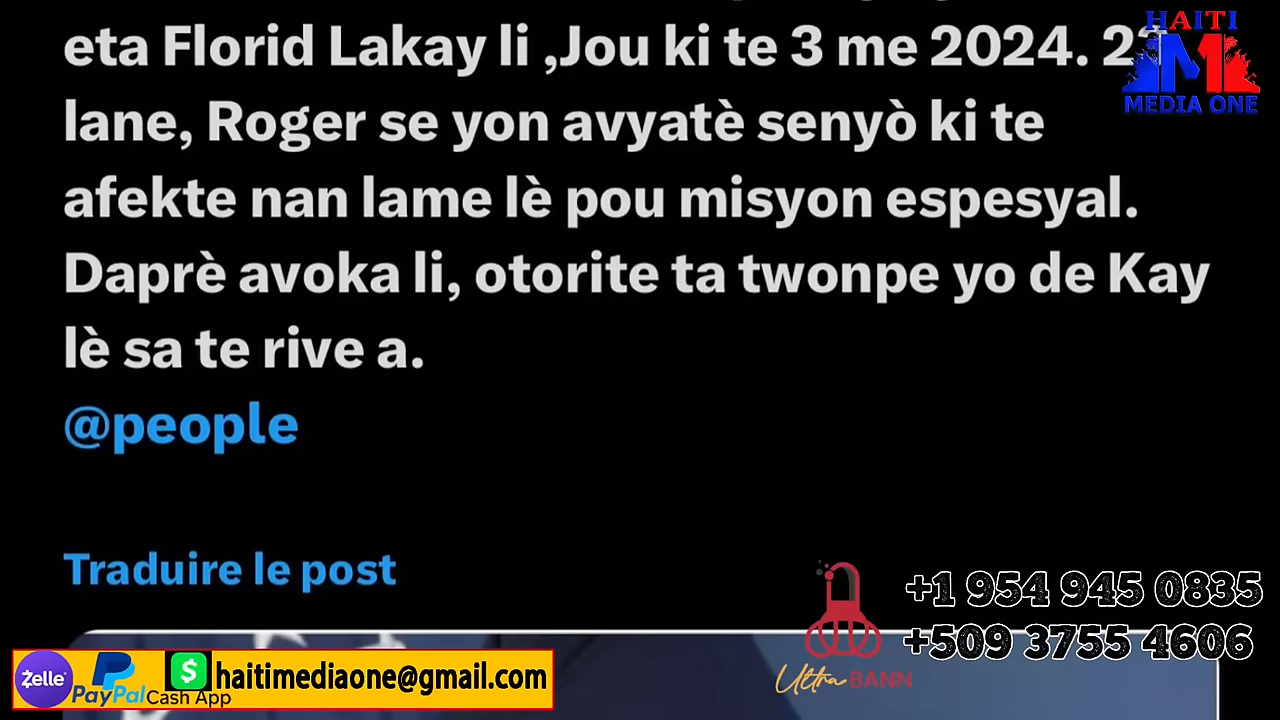 eta Florid Lakay li ,Jou ki te 3 me 2024.
lane, Roger se yon avyatè senyò ki te
afekte nan lame lè pou misyon espesyal.
Daprè avoka li, otorite ta twonpe yo de Kay
lè sa te rive a.
@people
Traduire le post
HAITI
M
MEDIA ONE
+1 954 945 0835
+509 3755 4606
Ultra BANN
Zelle
PayPal
$
Cash App
haitimediaone@gmail.com